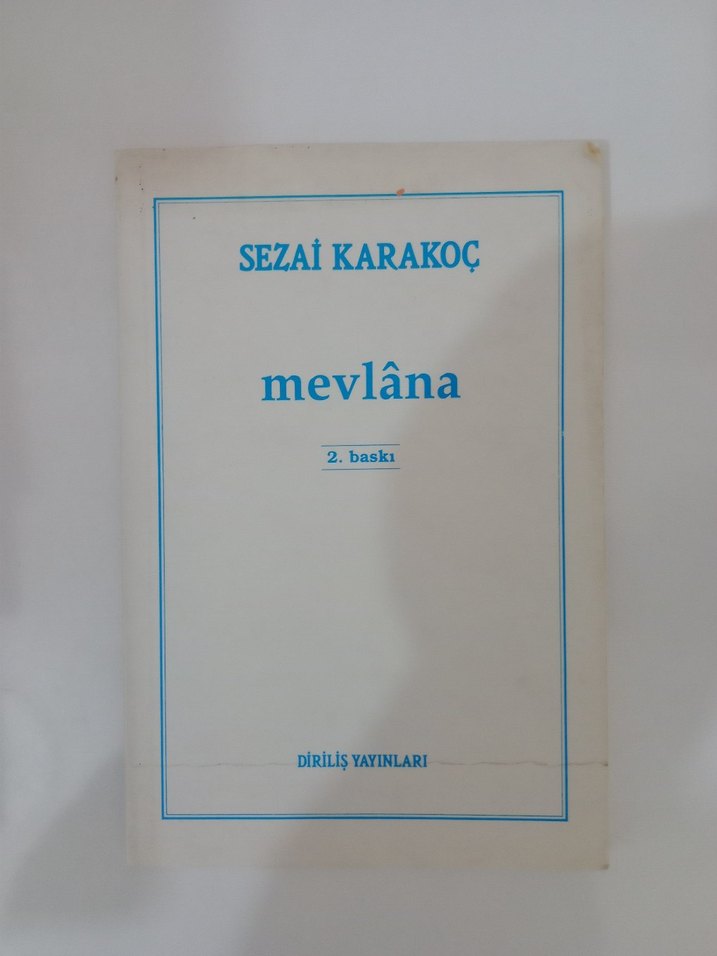 SEZAİ KARAKOÇ
mevlâna
2. baskı
DİRİLİŞ YAYINLARI